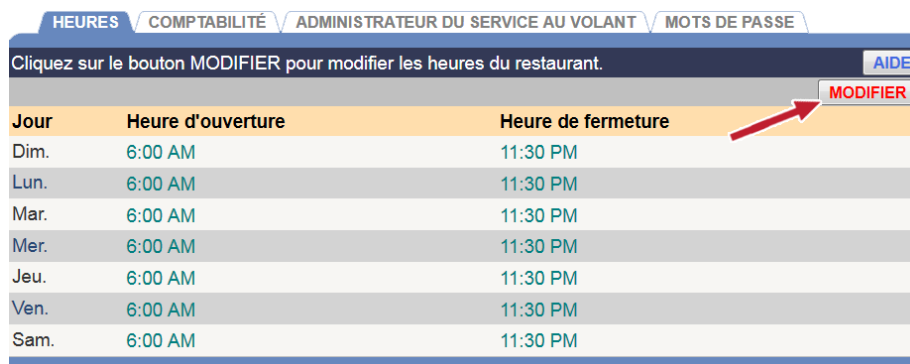 HEURES COMPTABILITÉ ADMINISTRATEUR DU SERVICE AU VOLANT MOTS DE PASSE
Cliquez sur le bouton MODIFIER pour modifier les heures du restaurant. AIDE
MODIFIER
Jour Heure d'ouverture Heure de fermeture
Dim. 6:00 AM 11:30 PM
Lun. 6:00 AM 11:30 PM
Mar. 6:00 AM 11:30 PM
Mer. 6:00 AM 11:30 PM
Jeu. 6:00 AM 11:30 PM
Ven. 6:00 AM 11:30 PM
Sam. 6:00 AM 11:30 PM